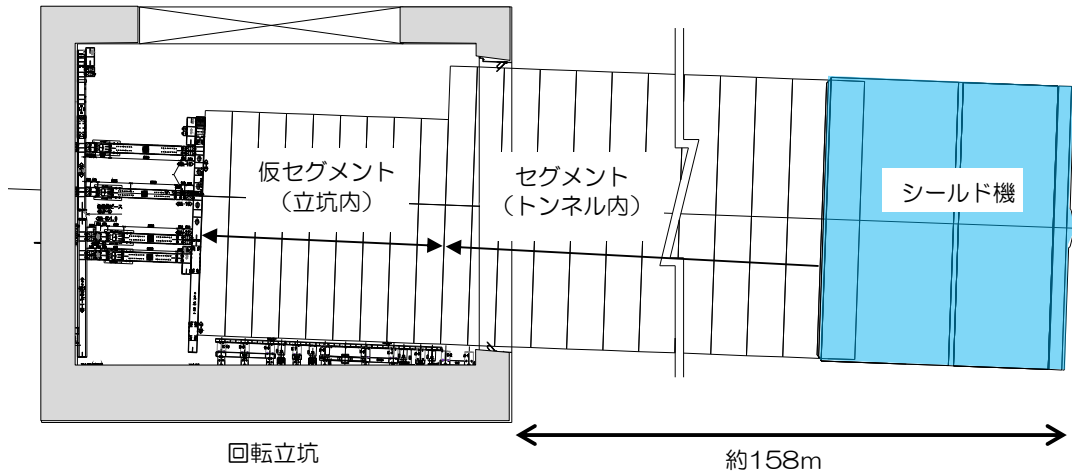 仮セグメント
（立坑内）
セグメント
（トンネル内）
シールド機
回転立坑
約158m